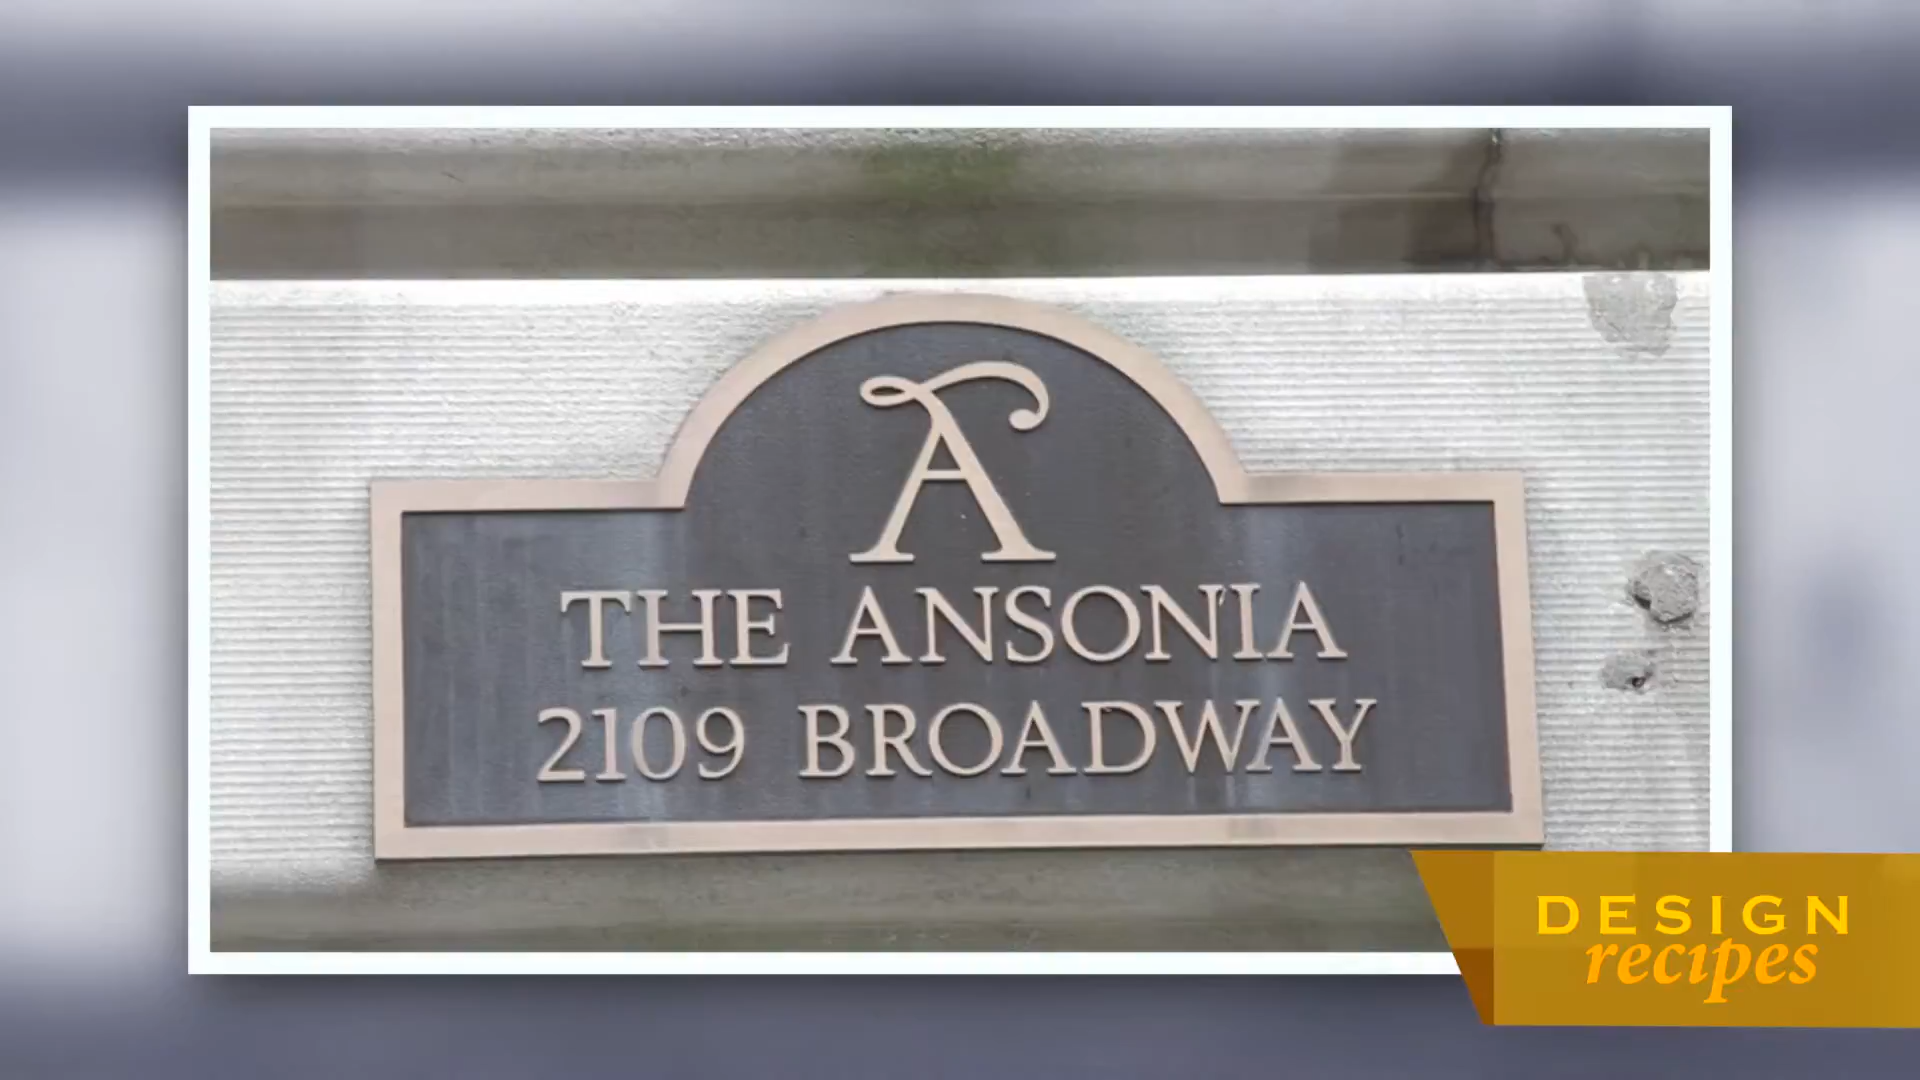 A
THE ANSONIA
2109 BROADWAY
DESIGN
recipes